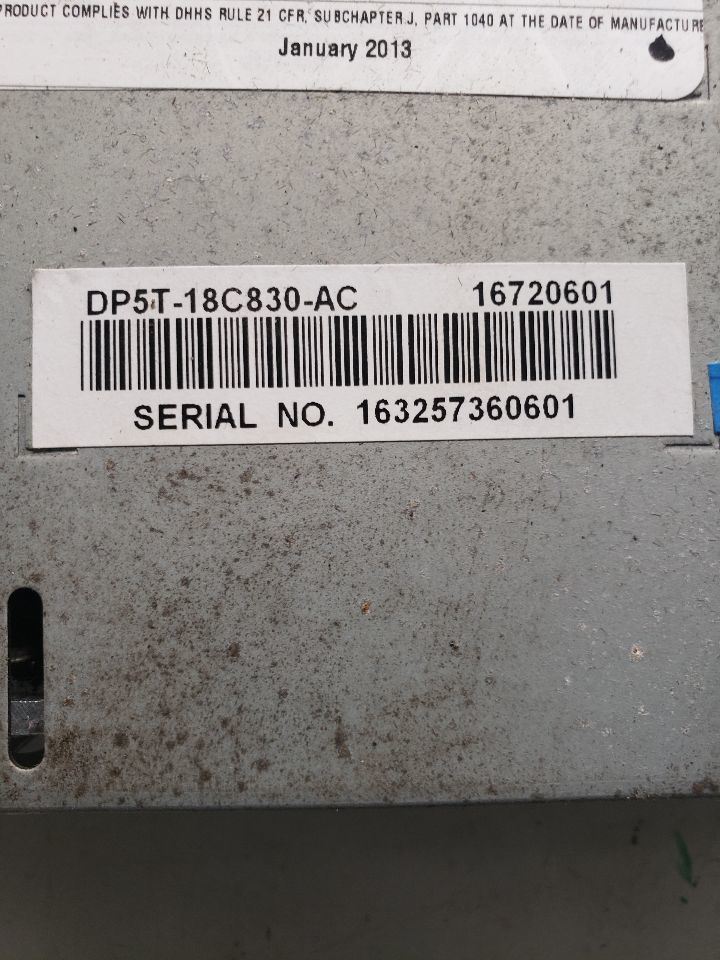 PRODUCT COMPLIES WITH DHHS RULE 21 CFR, SUBCHAPTER J, PART 1040 AT THE DATE OF MANUFACTURE
January 2013
DP5T-18C830-AC 16720601
SERIAL NO. 163257360601